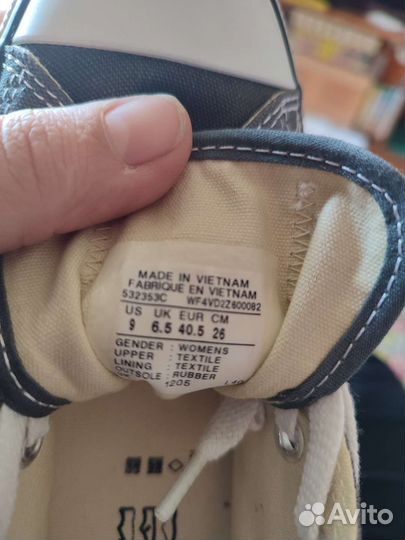 MADE IN VIETNAM
FABRIQUE EN VIETNAM
532353C WF4VD2Z600082
US UK EUR CM
9 6.5 40.5 26
GENDER : WOMENS
UPPER : TEXTILE
LINING : TEXTILE
OUTSOLE : RUBBER
1205
Avito